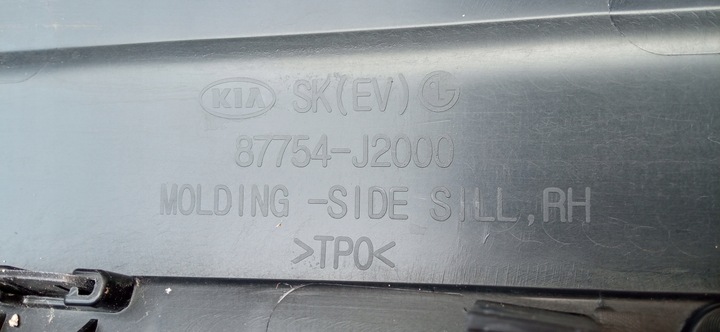 KIA SK(EV)
87754-J2000
MOLDING -SIDE SILL,RH
>TPO<